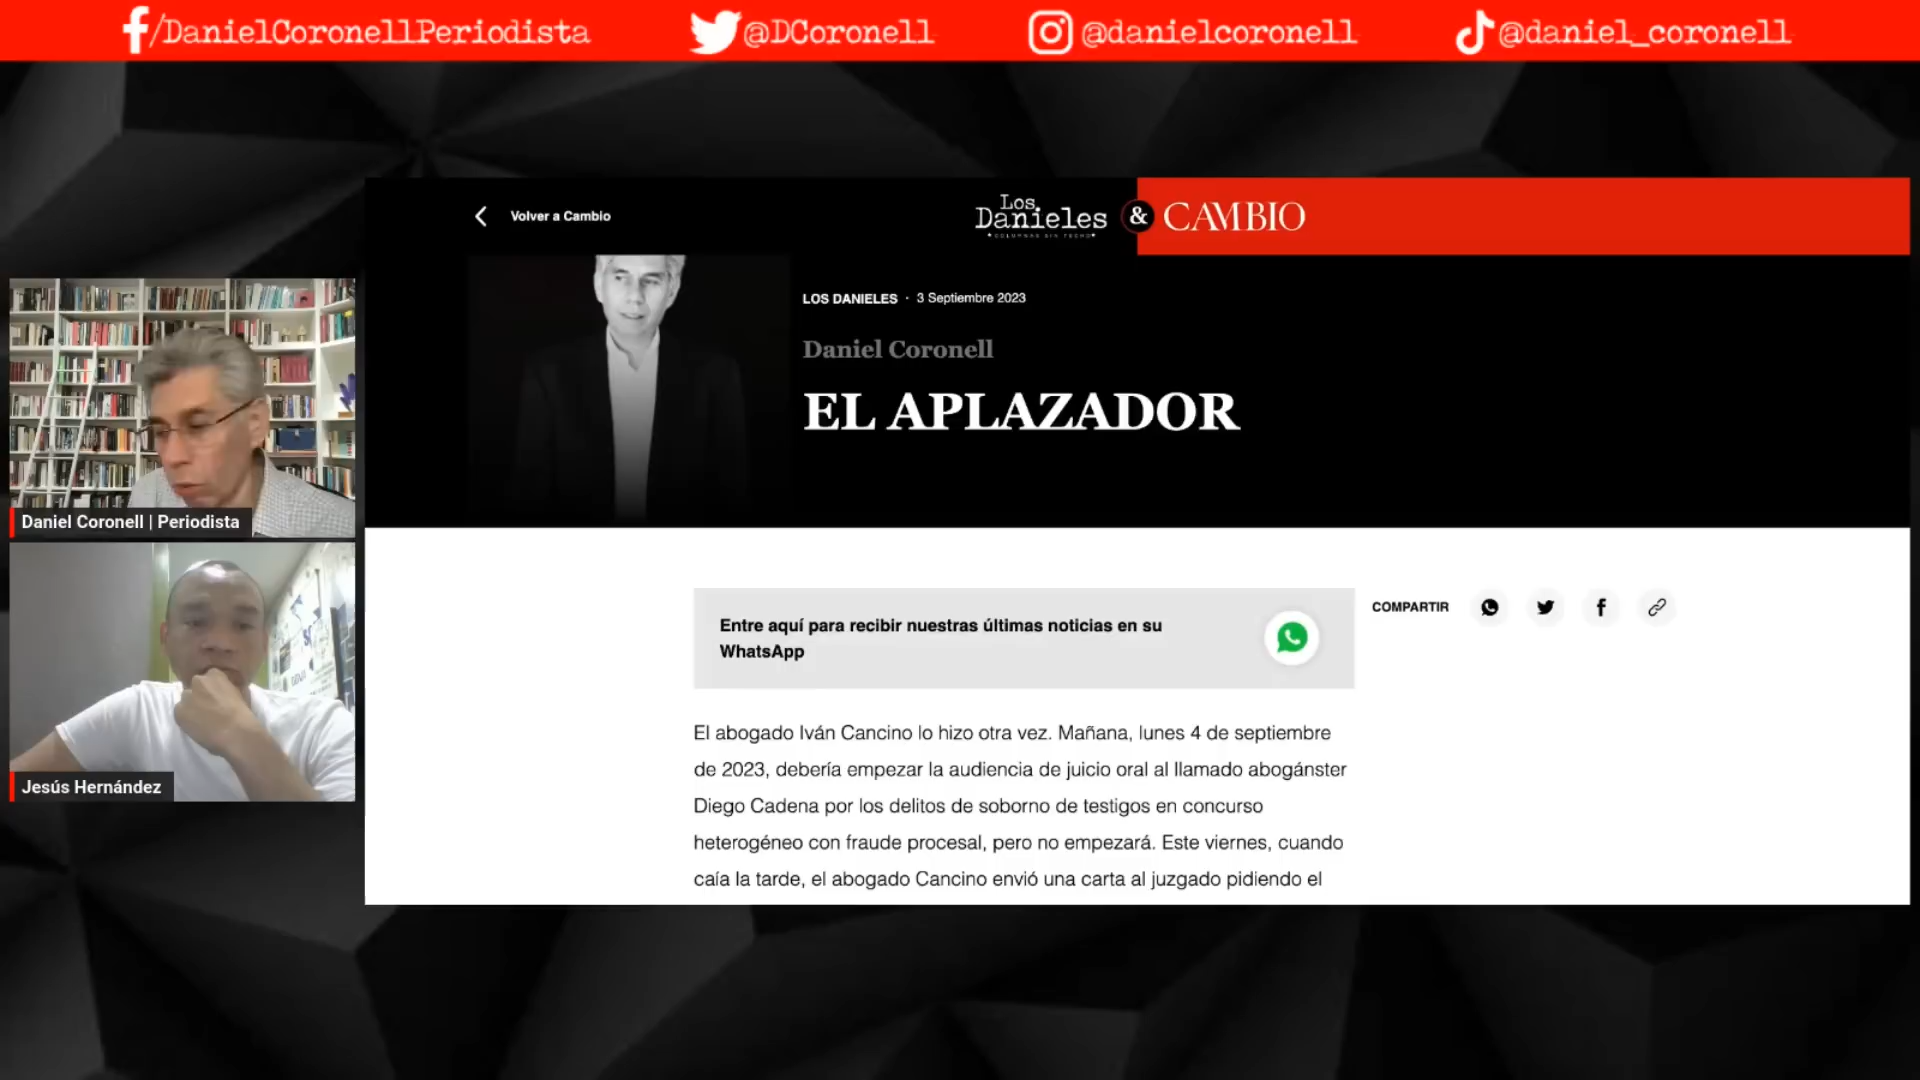 /DanielCoronellPeriodista
@DCoronell
@danielcoronell
@daniel_coronell
Volver a Cambio
Los
Danieles
COLUMNAS SIN TECHO
&
CAMBIO
LOS DANIELES · 3 Septiembre 2023
Daniel Coronell
EL APLAZADOR
Entre aquí para recibir nuestras últimas noticias en su
WhatsApp
COMPARTIR
El abogado Iván Cancino lo hizo otra vez. Mañana, lunes 4 de septiembre
de 2023, debería empezar la audiencia de juicio oral al llamado abogánster
Diego Cadena por los delitos de soborno de testigos en concurso
heterogéneo con fraude procesal, pero no empezará. Este viernes, cuando
caía la tarde, el abogado Cancino envió una carta al juzgado pidiendo el
Daniel Coronell | Periodista
Jesús Hernández